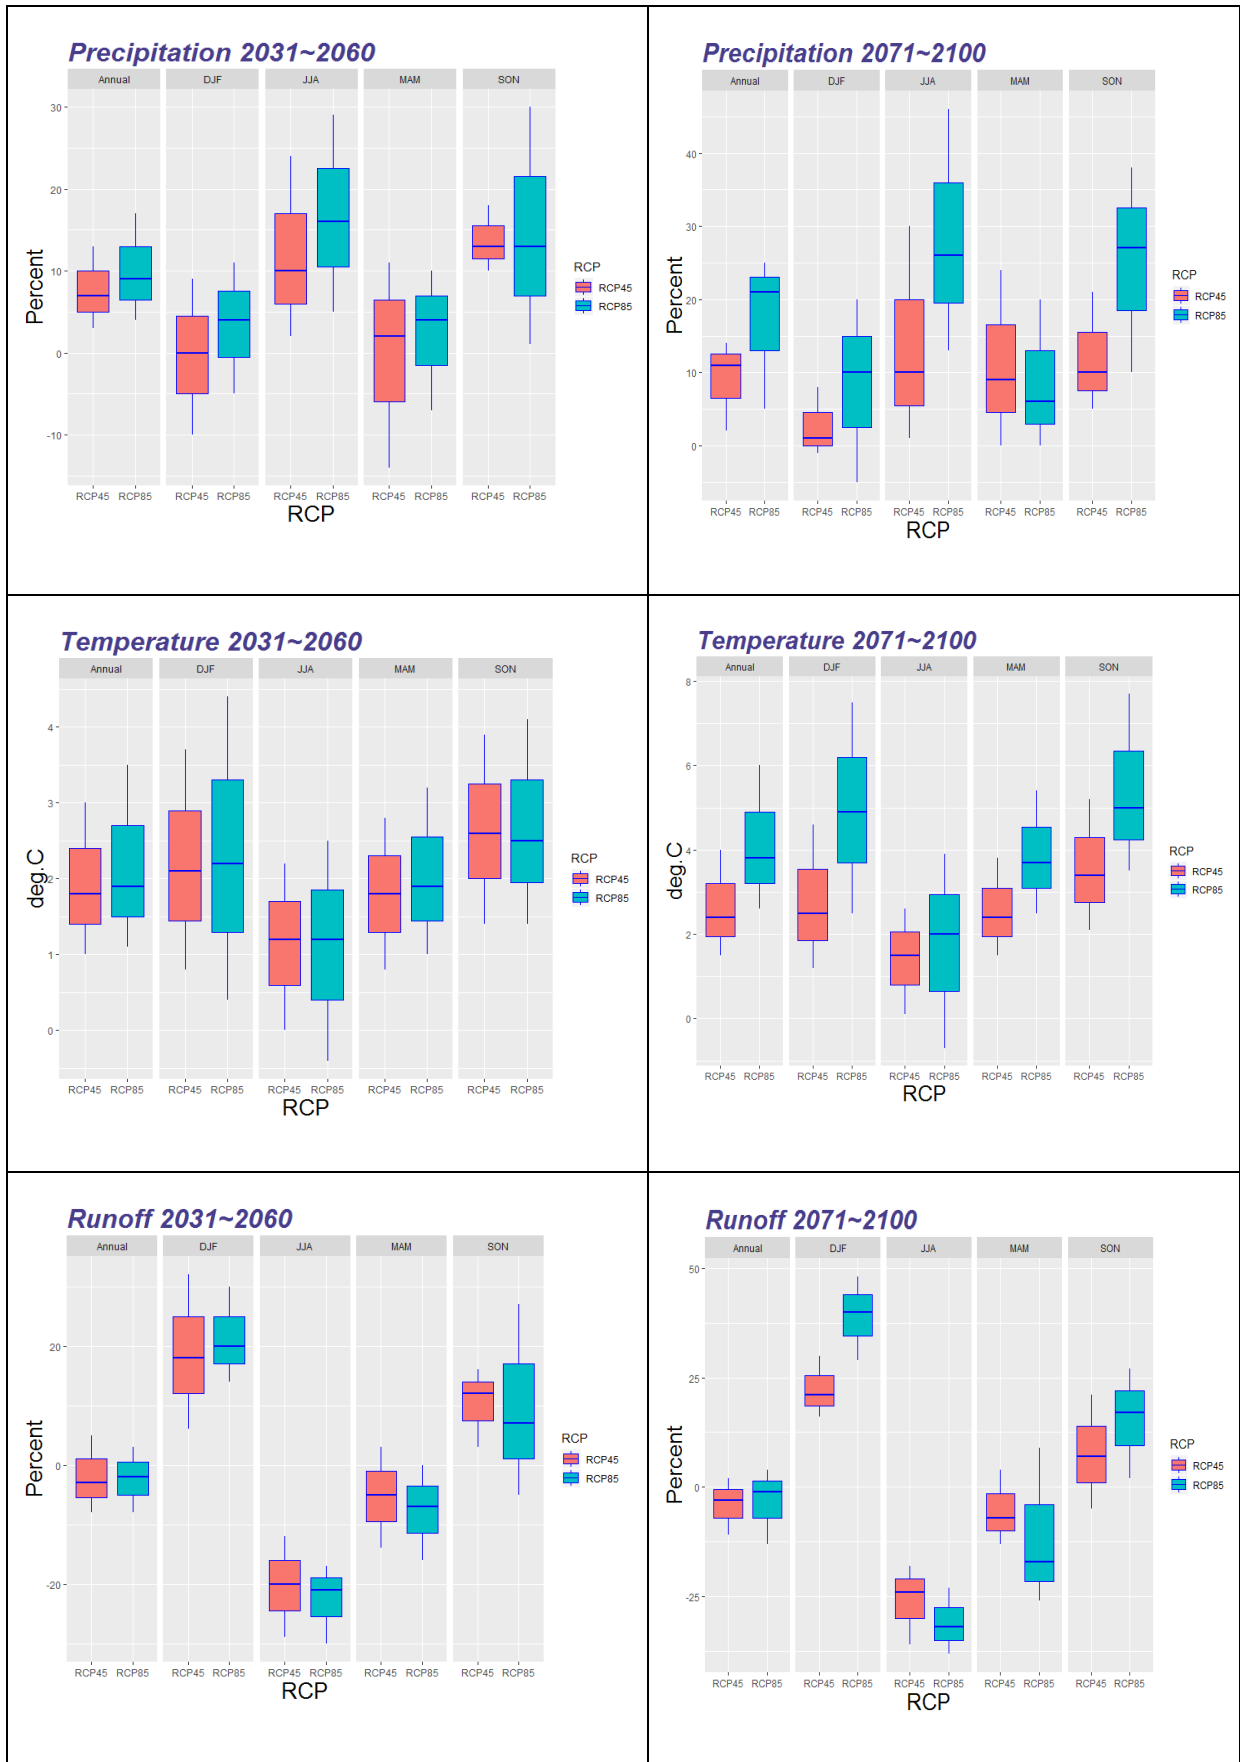 Precipitation 2031~2060
Annual DJF JJA MAM SON
30
20
10
0
-10
Percent
RCP45 RCP85 RCP45 RCP85 RCP45 RCP85 RCP45 RCP85 RCP45 RCP85
RCP
RCP
RCP45
RCP85
Precipitation 2071~2100
Annual DJF JJA MAM SON
40
30
20
10
0
Percent
RCP45 RCP85 RCP45 RCP85 RCP45 RCP85 RCP45 RCP85 RCP45 RCP85
RCP
RCP
RCP45
RCP85
Temperature 2031~2060
Annual DJF JJA MAM SON
4
3
2
1
0
deg.C
RCP45 RCP85 RCP45 RCP85 RCP45 RCP85 RCP45 RCP85 RCP45 RCP85
RCP
RCP
RCP45
RCP85
Temperature 2071~2100
Annual DJF JJA MAM SON
8
6
4
2
0
deg.C
RCP45 RCP85 RCP45 RCP85 RCP45 RCP85 RCP45 RCP85 RCP45 RCP85
RCP
RCP
RCP45
RCP85
Runoff 2031~2060
Annual DJF JJA MAM SON
20
0
-20
Percent
RCP45 RCP85 RCP45 RCP85 RCP45 RCP85 RCP45 RCP85 RCP45 RCP85
RCP
RCP
RCP45
RCP85
Runoff 2071~2100
Annual DJF JJA MAM SON
50
25
0
-25
Percent
RCP45 RCP85 RCP45 RCP85 RCP45 RCP85 RCP45 RCP85 RCP45 RCP85
RCP
RCP
RCP45
RCP85